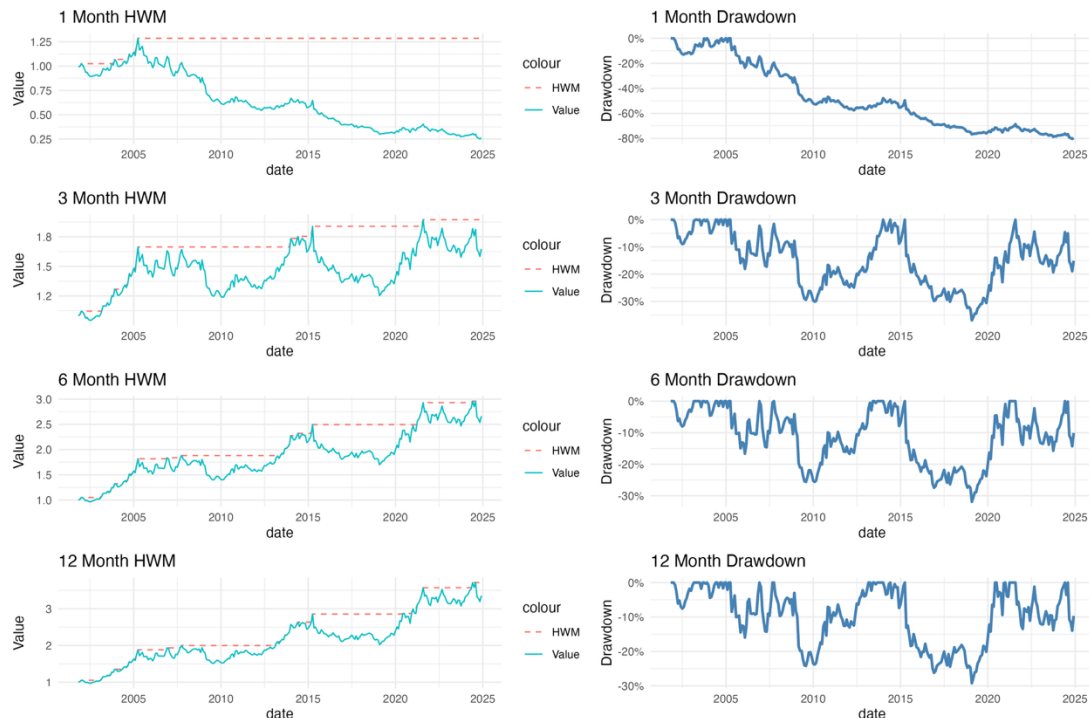 1 Month HWM
1.25
1.00
0.75
0.50
0.25
Value
2005 2010 2015 2020 2025
date
colour
HWM
Value
1 Month Drawdown
0%
-20%
-40%
-60%
-80%
Drawdown
2005 2010 2015 2020 2025
date
3 Month HWM
1.8
1.5
1.2
Value
2005 2010 2015 2020 2025
date
colour
HWM
Value
3 Month Drawdown
0%
-10%
-20%
-30%
Drawdown
2005 2010 2015 2020 2025
date
6 Month HWM
3.0
2.5
2.0
1.5
1.0
Value
2005 2010 2015 2020 2025
date
colour
HWM
Value
6 Month Drawdown
0%
-10%
-20%
-30%
Drawdown
2005 2010 2015 2020 2025
date
12 Month HWM
3
2
1
Value
2005 2010 2015 2020 2025
date
colour
HWM
Value
12 Month Drawdown
0%
-10%
-20%
-30%
Drawdown
2005 2010 2015 2020 2025
date